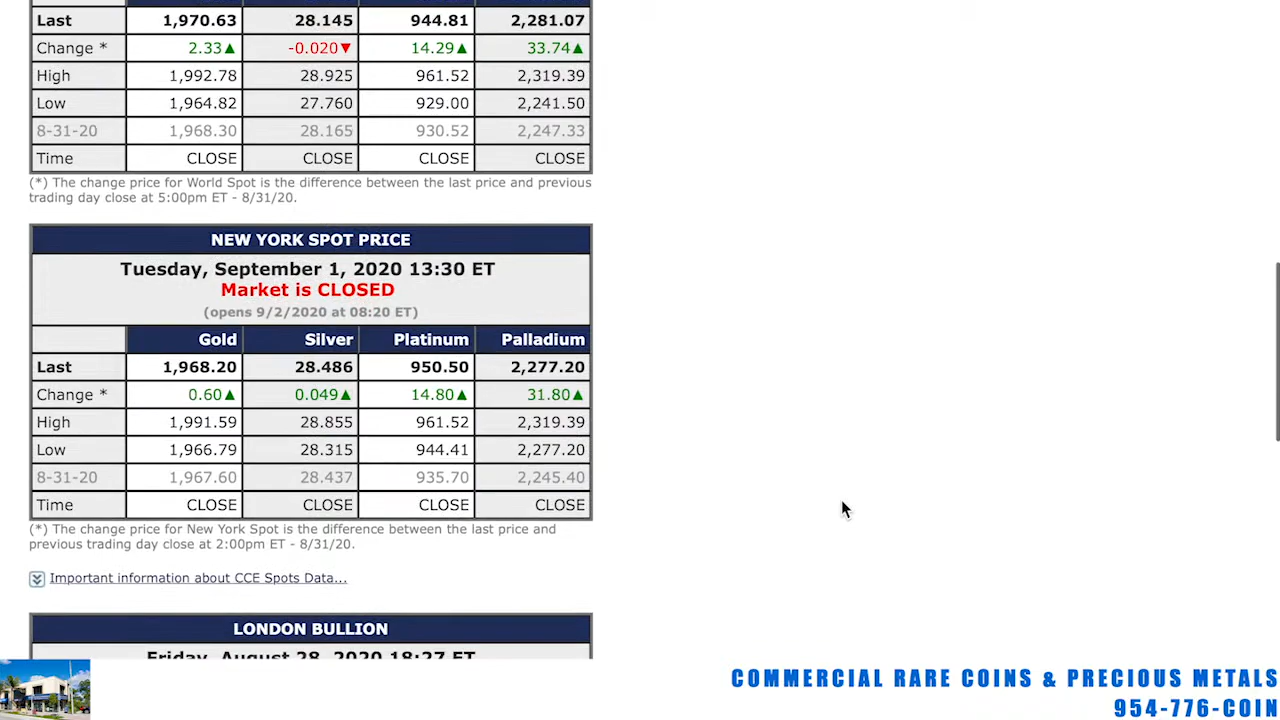 Last 1,970.63 28.145 944.81 2,281.07
Change * 2.33▲ -0.020▼ 14.29▲ 33.74▲
High 1,992.78 28.925 961.52 2,319.39
Low 1,964.82 27.760 929.00 2,241.50
8-31-20 1,968.30 28.165 930.52 2,247.33
Time CLOSE CLOSE CLOSE CLOSE
(*) The change price for World Spot is the difference between the last price and previous
trading day close at 5:00pm ET - 8/31/20.
NEW YORK SPOT PRICE
Tuesday, September 1, 2020 13:30 ET
Market is CLOSED
(opens 9/2/2020 at 08:20 ET)
Gold Silver Platinum Palladium
Last 1,968.20 28.486 950.50 2,277.20
Change * 0.60▲ 0.049▲ 14.80▲ 31.80▲
High 1,991.59 28.855 961.52 2,319.39
Low 1,966.79 28.315 944.41 2,277.20
8-31-20 1,967.60 28.437 935.70 2,245.40
Time CLOSE CLOSE CLOSE CLOSE
(*) The change price for New York Spot is the difference between the last price and
previous trading day close at 2:00pm ET - 8/31/20.
Important information about CCE Spots Data...
LONDON BULLION
Friday, August 28, 2020 18:27 ET
COMMERCIAL RARE COINS & PRECIOUS METALS
954-776-COIN